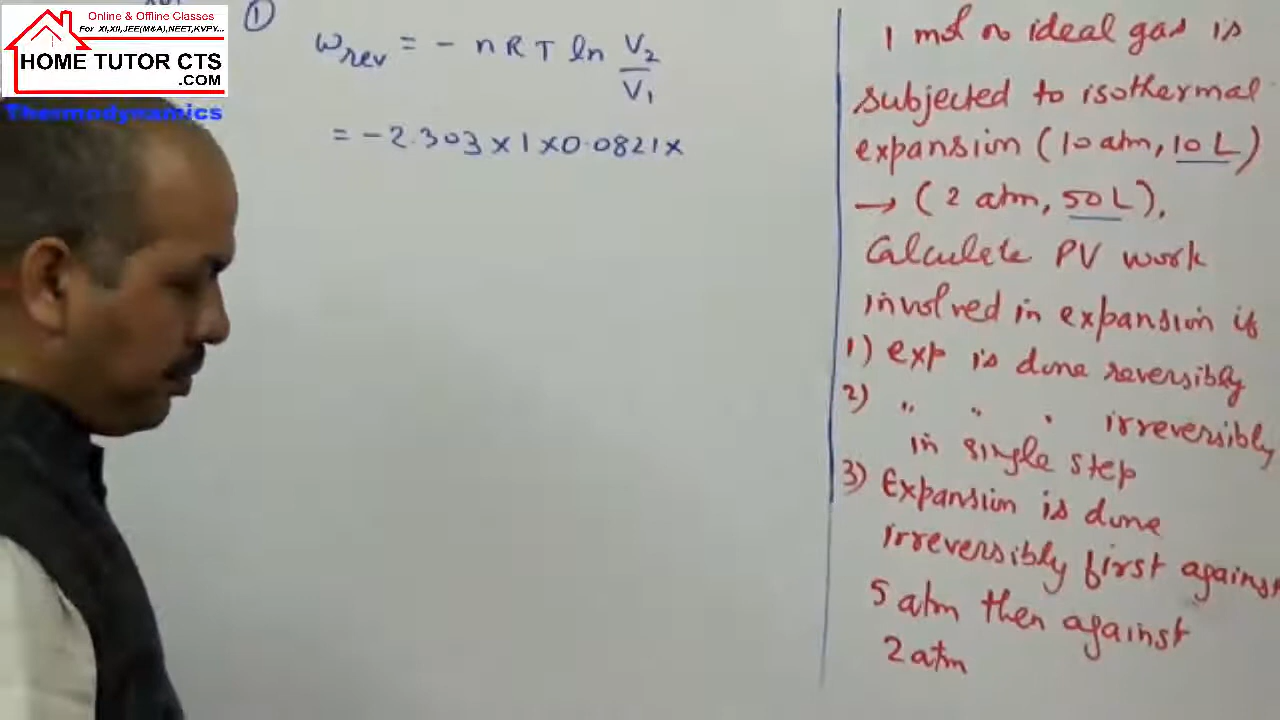 Online & Offline Classes
For XI,XII,JEE(M&A),NEET,KVPY...
HOME TUTOR CTS
.COM
Thermodynamics
①
Wrev = - nRT ln V2/V1
= -2.303 × 1 × 0.0821 ×
1 mol ideal gas is
subjected to isothermal
expansion (10 atm, 10 L)
→ (2 atm, 50 L),
Calculate PV work
involved in expansion if
1) exp is done reversibly
2) " " " irreversibly
in single step
3) Expansion is done
irreversibly first against
5 atm then against
2 atm